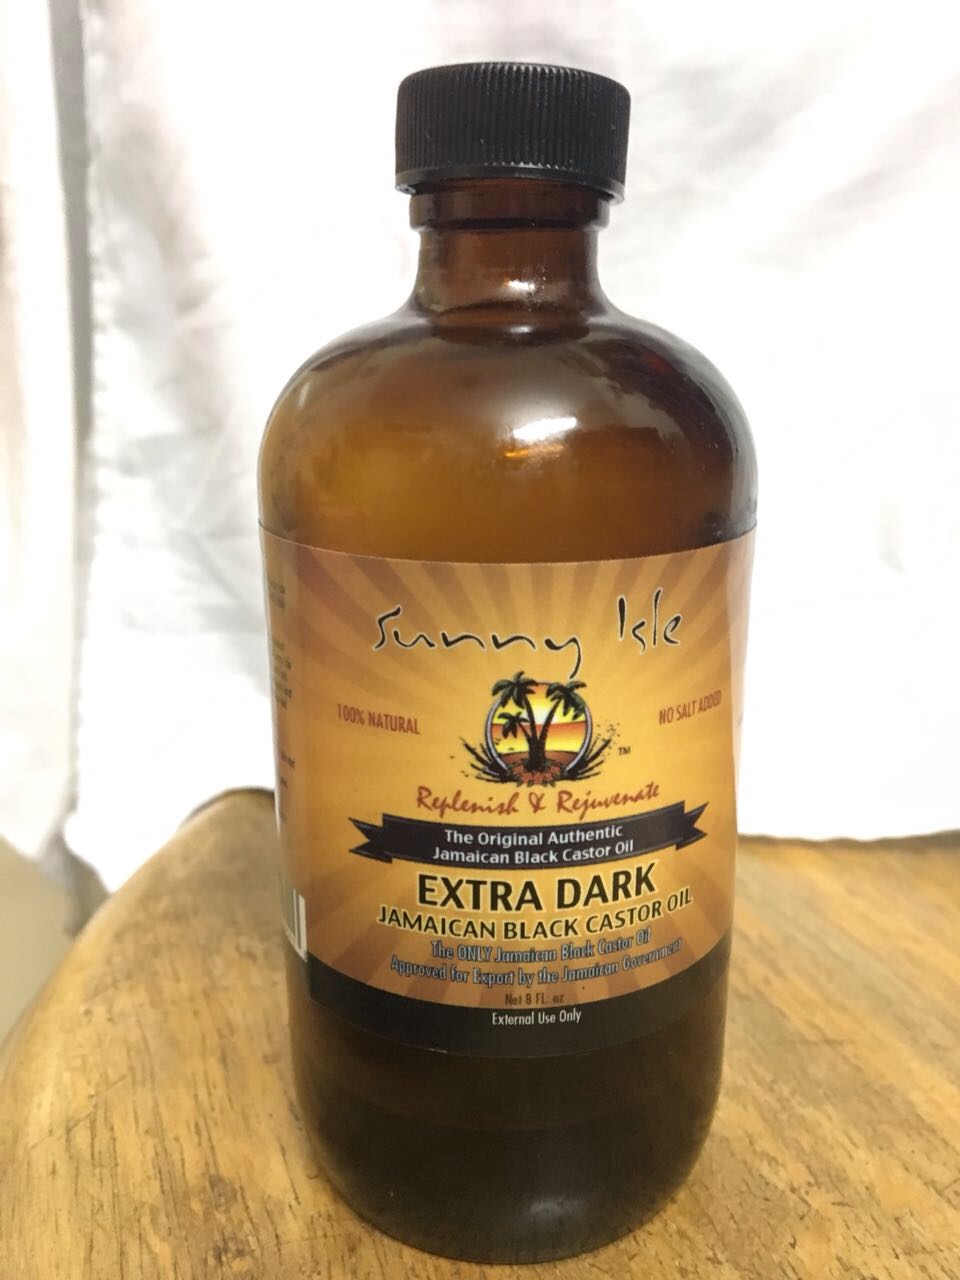 Sunny Isle
100% NATURAL
NO SALT ADDED
TM
Replenish & Rejuvenate
The Original Authentic
Jamaican Black Castor Oil
EXTRA DARK
JAMAICAN BLACK CASTOR OIL
The ONLY Jamaican Black Castor Oil
Approved for Export by the Jamaican Government
Net 8 FL. oz
External Use Only